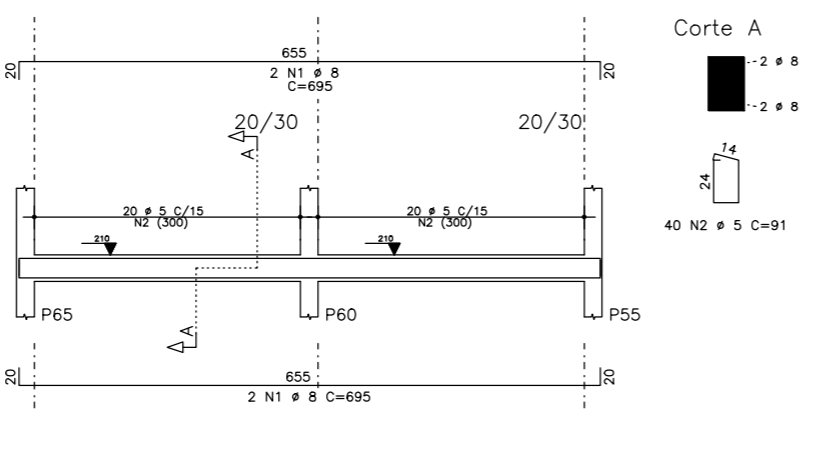 Corte A
655
20
20
2 N1 ø 8
C=695
2 ø 8
2 ø 8
20/30
20/30
A
14
24
20 ø 5 C/15
N2 (300)
20 ø 5 C/15
N2 (300)
40 N2 ø 5 C=91
210
210
P65
P60
P55
A
655
20
20
2 N1 ø 8 C=695